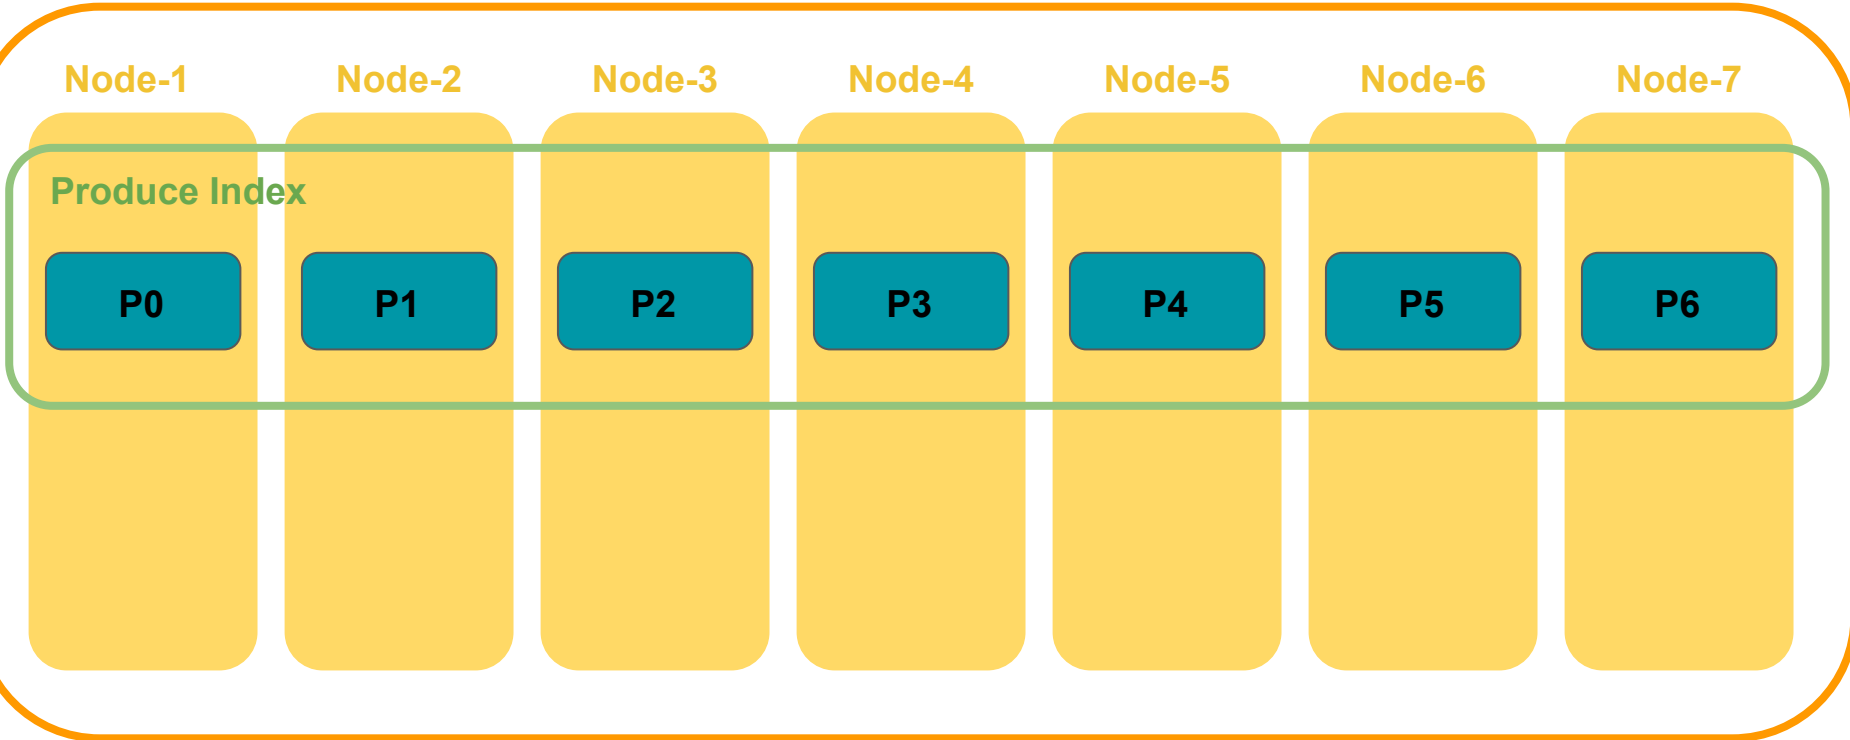 Node-1 Node-2 Node-3 Node-4 Node-5 Node-6 Node-7
Produce Index
P0 P1 P2 P3 P4 P5 P6